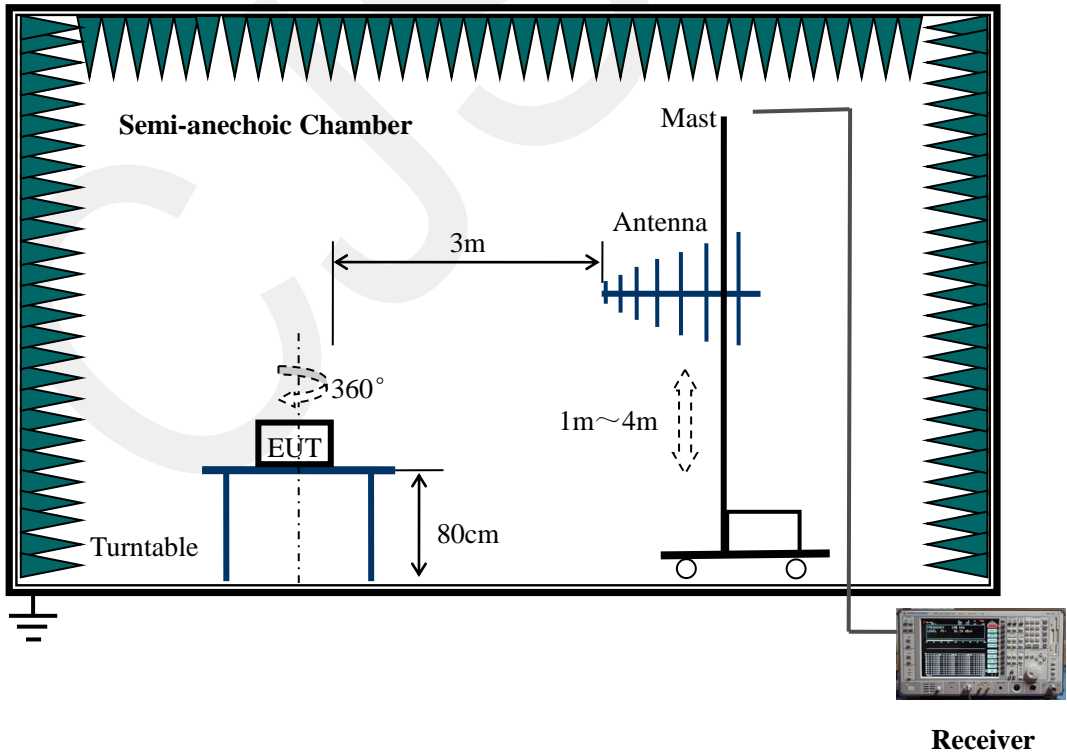 Semi-anechoic Chamber
Mast
Antenna
3m
360°
1m～4m
EUT
80cm
Turntable
Receiver